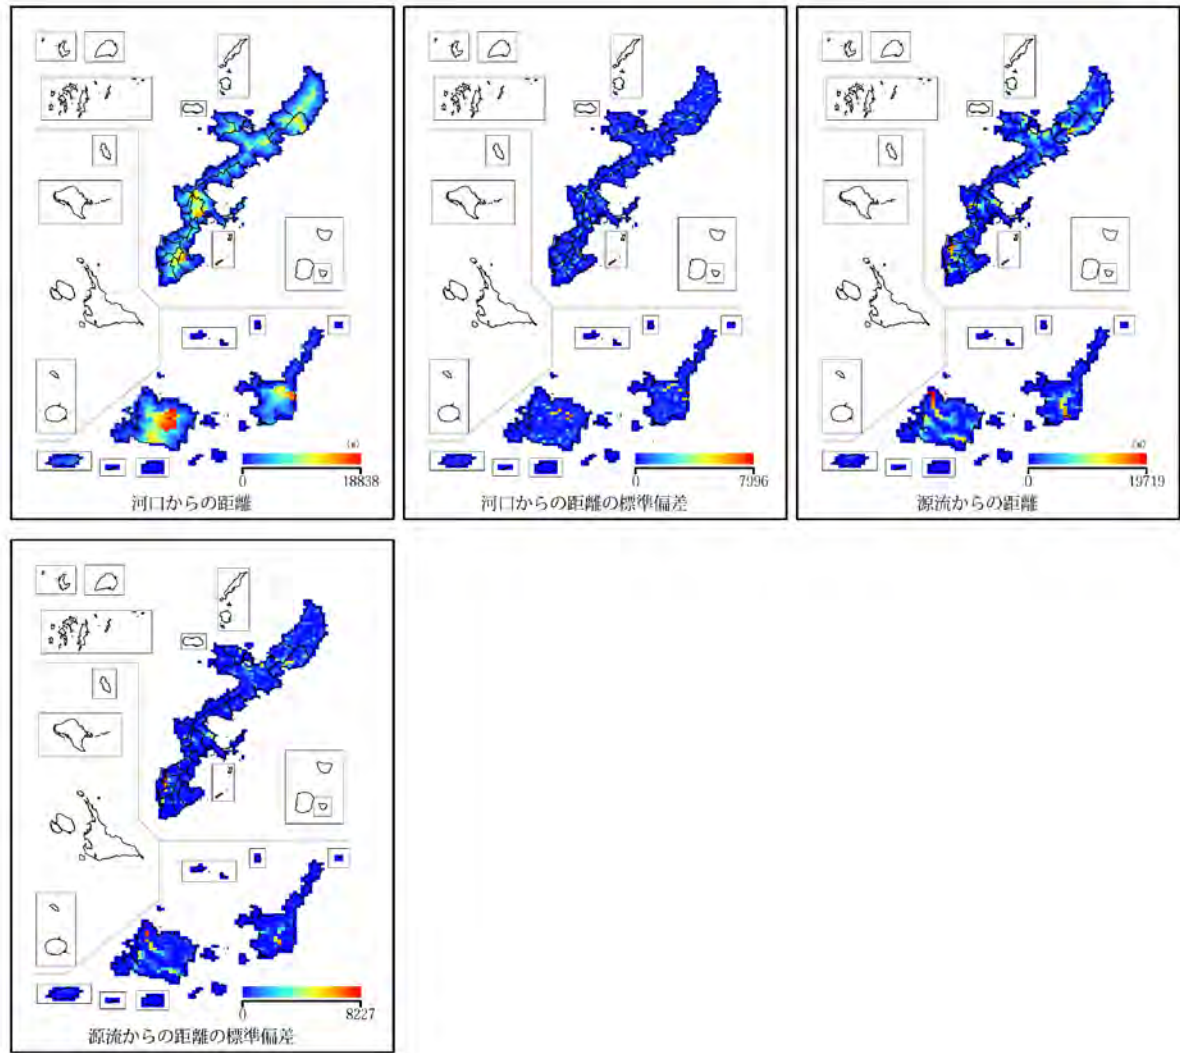 (m)
0 18838
河口からの距離
0 7996
河口からの距離の標準偏差
(m)
0 19719
源流からの距離
0 8227
源流からの距離の標準偏差